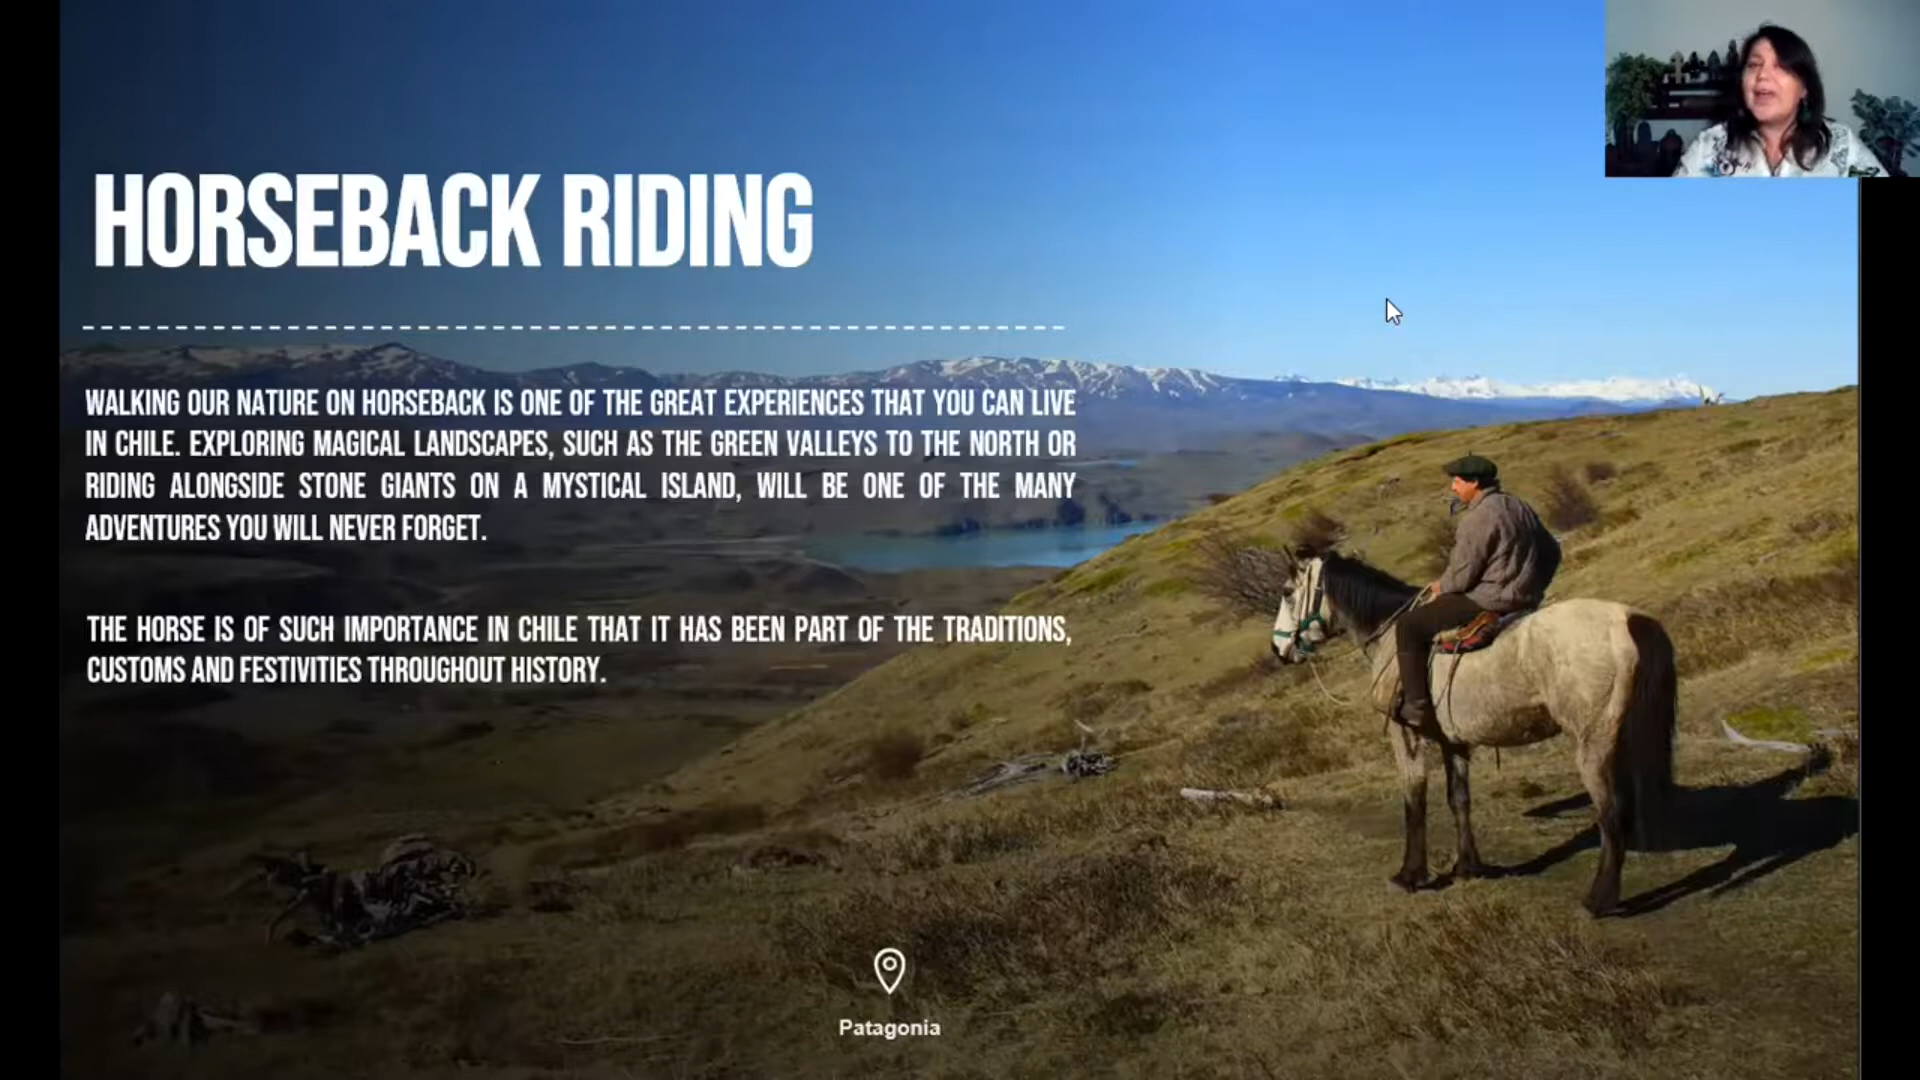 HORSEBACK RIDING
WALKING OUR NATURE ON HORSEBACK IS ONE OF THE GREAT EXPERIENCES THAT YOU CAN LIVE
IN CHILE. EXPLORING MAGICAL LANDSCAPES, SUCH AS THE GREEN VALLEYS TO THE NORTH OR
RIDING ALONGSIDE STONE GIANTS ON A MYSTICAL ISLAND, WILL BE ONE OF THE MANY
ADVENTURES YOU WILL NEVER FORGET.
THE HORSE IS OF SUCH IMPORTANCE IN CHILE THAT IT HAS BEEN PART OF THE TRADITIONS,
CUSTOMS AND FESTIVITIES THROUGHOUT HISTORY.
Patagonia